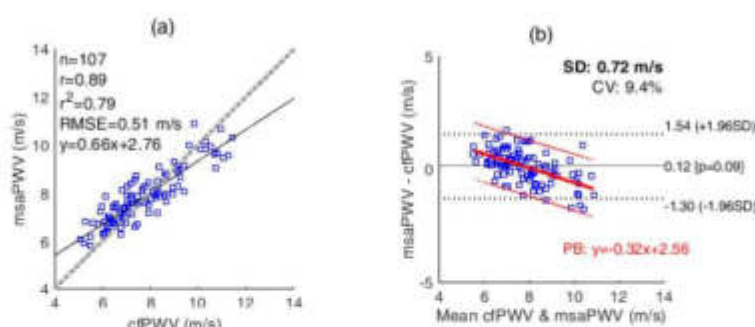 (a)
14
12
10
8
6
4
msaPWV (m/s)
n=107
r=0.89
r²=0.79
RMSE=0.51 m/s
y=0.66x+2.76
4 6 8 10 12 14
cfPWV (m/s)
(b)
5
0
-5
msaPWV - cfPWV (m/s)
SD: 0.72 m/s
CV: 9.4%
1.54 (+1.96SD)
0.12 [p=0.09]
-1.30 (-1.96SD)
PB: y=-0.32x+2.56
4 6 8 10 12 14
Mean cfPWV & msaPWV (m/s)